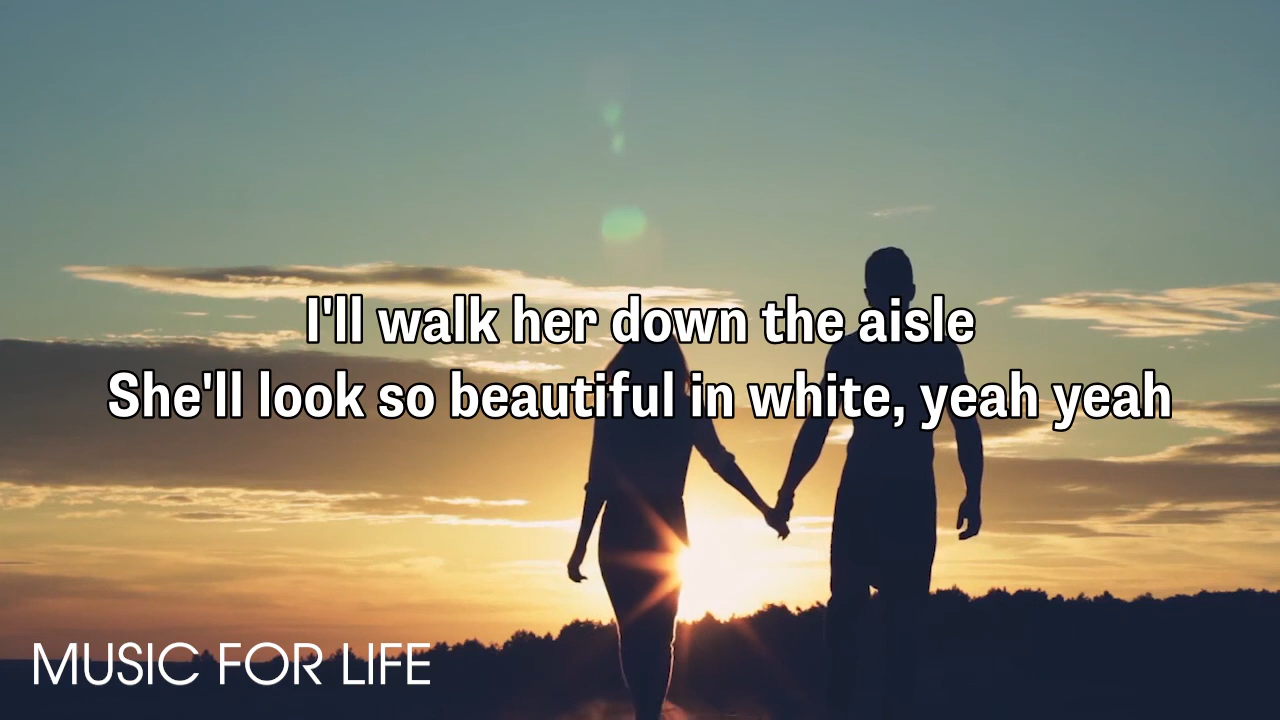 I'll walk her down the aisle
She'll look so beautiful in white, yeah yeah
MUSIC FOR LIFE